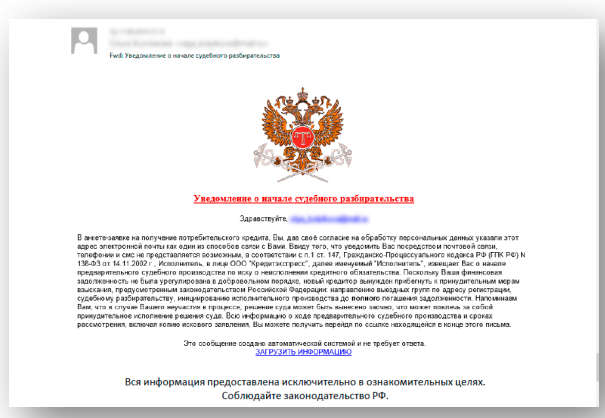 Fwd: Уведомление о начале судебного разбирательства
Уведомление о начале судебного разбирательства
Здравствуйте,
В анкете-заявке на получение потребительского кредита, Вы, дав своё согласие на обработку персональных данных указали этот
адрес электронной почты как один из способов связи с Вами. Ввиду того, что уведомить Вас посредством почтовой связи,
телефонии и смс не представляется возможным, в соответствии с п.1 ст. 147, Гражданско-Процессуального кодекса РФ (ГПК РФ) N
138-ФЗ от 14.11.2002 г., Исполнитель, в лице ООО "Кредитэкспресс", далее именуемый "Исполнитель", извещает Вас о начале
предварительного судебного производства по иску о неисполнении кредитного обязательства. Поскольку Ваша финансовая
задолженность не была урегулирована в добровольном порядке, новый кредитор вынужден прибегнуть к принудительным мерам
взыскания, предусмотренным законодательством Российской Федерации: направлению выездных групп по адресу регистрации,
судебному разбирательству, инициированию исполнительного производства до полного погашения задолженности. Напоминаем
Вам, что в случае Вашего неучастия в процессе, решение суда может быть вынесено заочно, что может повлечь за собой
принудительное исполнение решения суда. Всю информацию о ходе предварительного судебного производства и сроках
рассмотрения, включая копию искового заявления, Вы можете получить перейдя по ссылке находящейся в конце этого письма.
Это сообщение создано автоматической системой и не требует ответа.
ЗАГРУЗИТЬ ИНФОРМАЦИЮ
Вся информация предоставлена исключительно в ознакомительных целях.
Соблюдайте законодательство РФ.